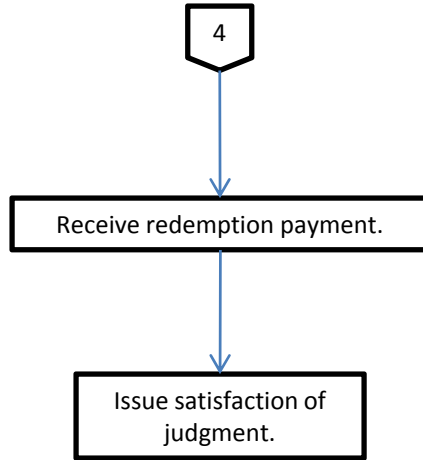 4
Receive redemption payment.
Issue satisfaction of
judgment.